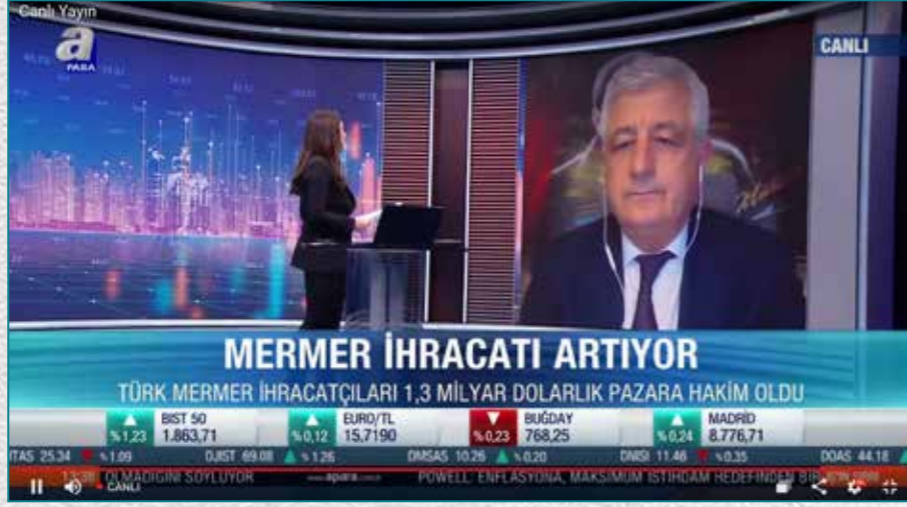 Canlı Yayın
a
PARA
CANLI
MERMER İHRACATI ARTIYOR
TÜRK MERMER İHRACATÇILARI 1,3 MİLYAR DOLARLIK PAZARA HAKİM OLDU
BIST 50
%1,23 1.863,71
EURO/TL
%0,12 15,7190
BUĞDAY
%0,23 768,25
MADRİD
%0,24 8.776,71
ITAS 25.34 %1.09 OJIST 69.08 %1.26 DMSAS 10.26 %0.20 DNISI 11.46 %0.35 DOAS 44.18
OLMADIĞINI SÖYLÜYOR POWELL: ENFLASYONA, MAKSİMUM İSTİHDAM HEDEFİNDEN
CANLI